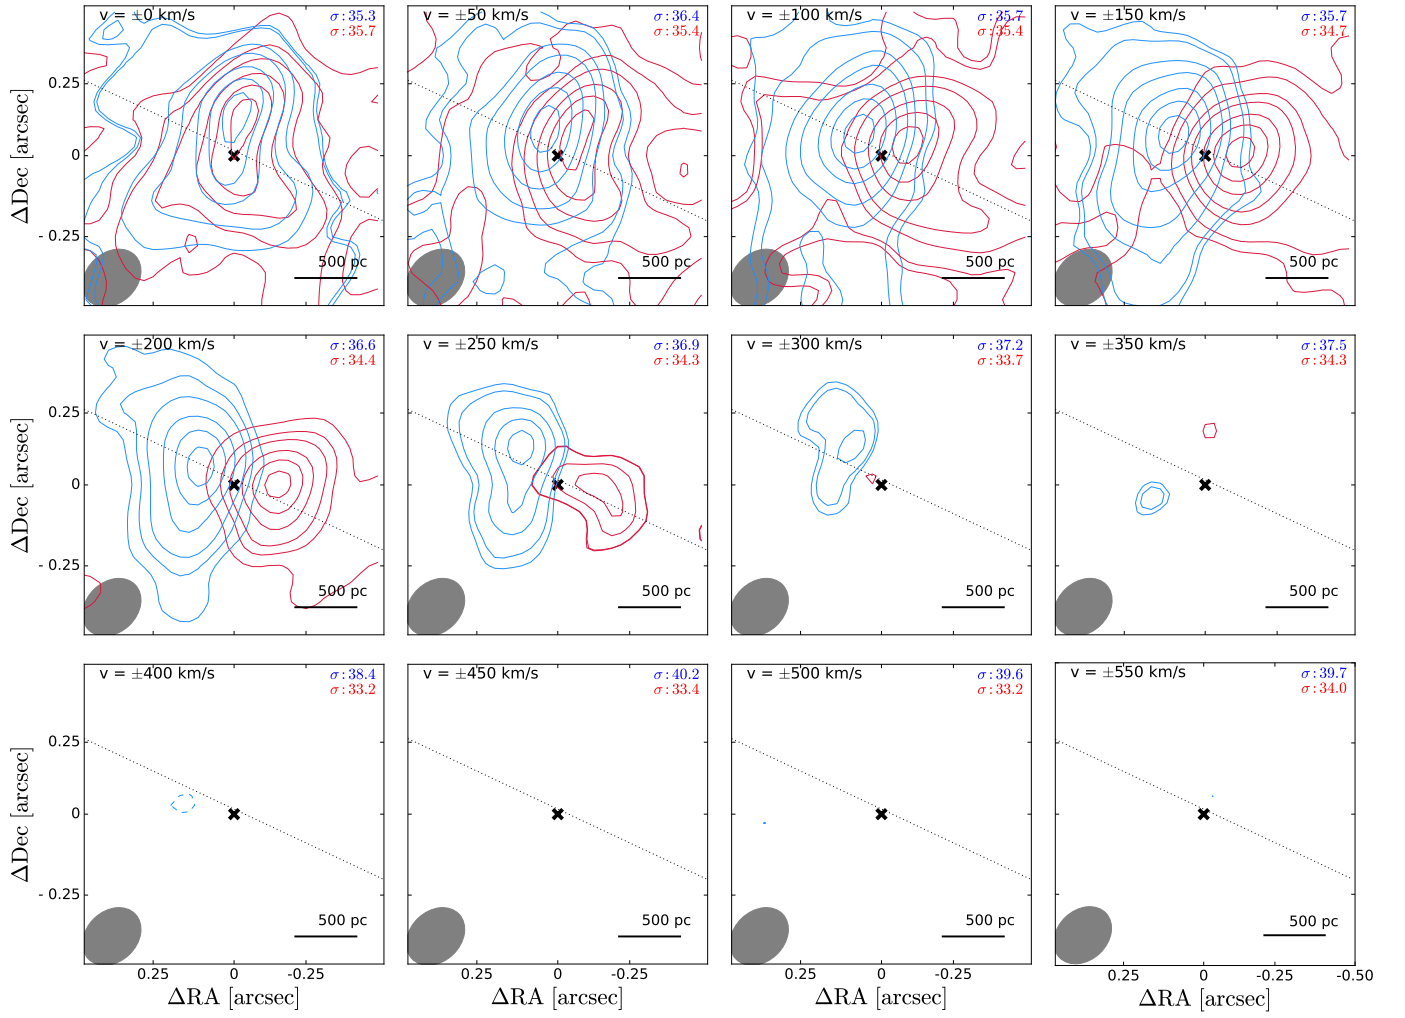 v = ±0 km/s σ:35.3
σ:35.7
v = ±50 km/s σ:36.4
σ:35.4
v = ±100 km/s σ:35.7
σ:35.4
v = ±150 km/s σ:35.7
σ:34.7
0.25
0
- 0.25
ΔDec [arcsec]
500 pc
500 pc
500 pc
500 pc
v = ±200 km/s σ:36.6
σ:34.4
v = ±250 km/s σ:36.9
σ:34.3
v = ±300 km/s σ:37.2
σ:33.7
v = ±350 km/s σ:37.5
σ:34.3
0.25
0
- 0.25
ΔDec [arcsec]
500 pc
500 pc
500 pc
500 pc
v = ±400 km/s σ:38.4
σ:33.2
v = ±450 km/s σ:40.2
σ:33.4
v = ±500 km/s σ:39.6
σ:33.2
v = ±550 km/s σ:39.7
σ:34.0
0.25
0
- 0.25
ΔDec [arcsec]
500 pc
500 pc
500 pc
500 pc
0.25 0 -0.25
0.25 0 -0.25
0.25 0 -0.25
0.25 0 -0.25 -0.50
ΔRA [arcsec]
ΔRA [arcsec]
ΔRA [arcsec]
ΔRA [arcsec]